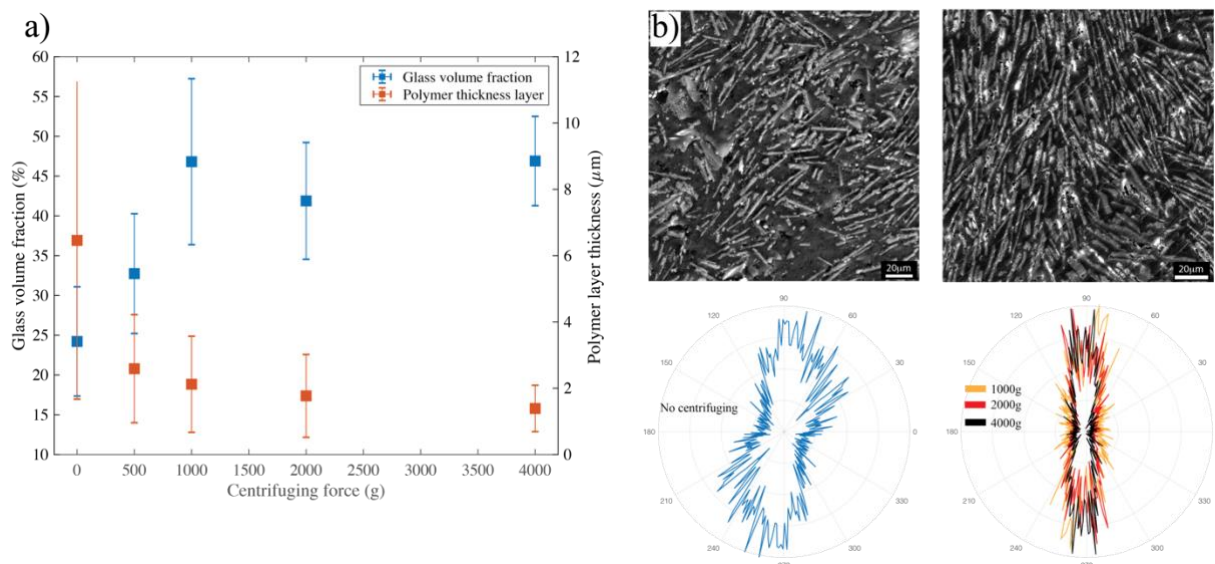 a)
60
55
50
45
40
35
30
25
20
15
10
Glass volume fraction (%)
Glass volume fraction
Polymer thickness layer
12
10
8
6
4
2
0
Polymer layer thickness (μm)
0 500 1000 1500 2000 2500 3000 3500 4000
Centrifuging force (g)
b)
20μm
20μm
90
120 60
150 30
No centrifuging
180 0
210 330
240 300
90
120 60
150 30
1000g
2000g
4000g
180 0
210 330
240 300